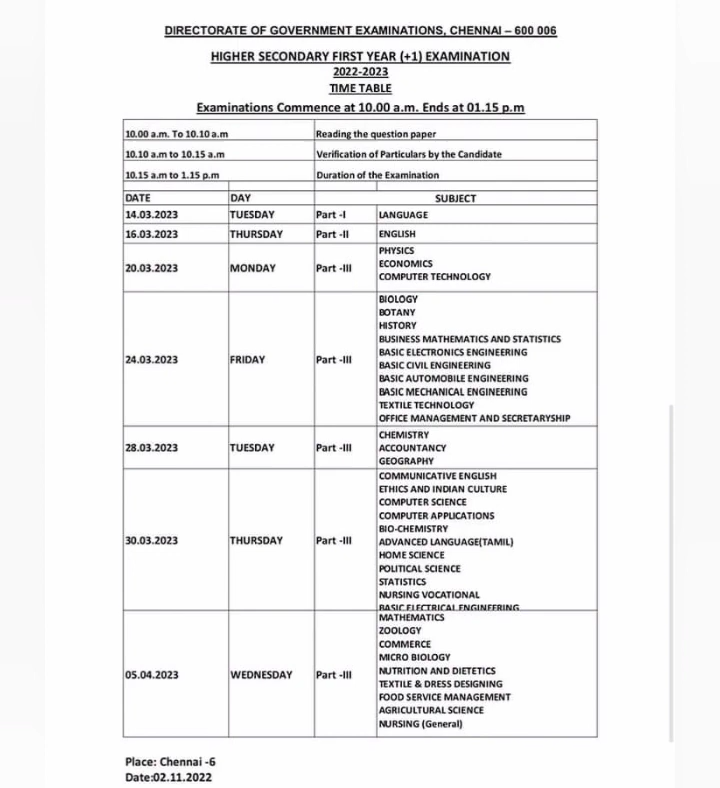 DIRECTORATE OF GOVERNMENT EXAMINATIONS, CHENNAI – 600 006
HIGHER SECONDARY FIRST YEAR (+1) EXAMINATION
2022-2023
TIME TABLE
Examinations Commence at 10.00 a.m. Ends at 01.15 p.m
10.00 a.m. To 10.10 a.m Reading the question paper
10.10 a.m to 10.15 a.m Verification of Particulars by the Candidate
10.15 a.m to 1.15 p.m Duration of the Examination
DATE DAY SUBJECT
14.03.2023 TUESDAY Part -I LANGUAGE
16.03.2023 THURSDAY Part -II ENGLISH
20.03.2023 MONDAY Part -III
PHYSICS
ECONOMICS
COMPUTER TECHNOLOGY
24.03.2023 FRIDAY Part -III
BIOLOGY
BOTANY
HISTORY
BUSINESS MATHEMATICS AND STATISTICS
BASIC ELECTRONICS ENGINEERING
BASIC CIVIL ENGINEERING
BASIC AUTOMOBILE ENGINEERING
BASIC MECHANICAL ENGINEERING
TEXTILE TECHNOLOGY
OFFICE MANAGEMENT AND SECRETARYSHIP
28.03.2023 TUESDAY Part -III
CHEMISTRY
ACCOUNTANCY
GEOGRAPHY
30.03.2023 THURSDAY Part -III
COMMUNICATIVE ENGLISH
ETHICS AND INDIAN CULTURE
COMPUTER SCIENCE
COMPUTER APPLICATIONS
BIO-CHEMISTRY
ADVANCED LANGUAGE(TAMIL)
HOME SCIENCE
POLITICAL SCIENCE
STATISTICS
NURSING VOCATIONAL
BASIC ELECTRICAL ENGINEERING
05.04.2023 WEDNESDAY Part -III
MATHEMATICS
ZOOLOGY
COMMERCE
MICRO BIOLOGY
NUTRITION AND DIETETICS
TEXTILE & DRESS DESIGNING
FOOD SERVICE MANAGEMENT
AGRICULTURAL SCIENCE
NURSING (General)
Place: Chennai -6
Date:02.11.2022